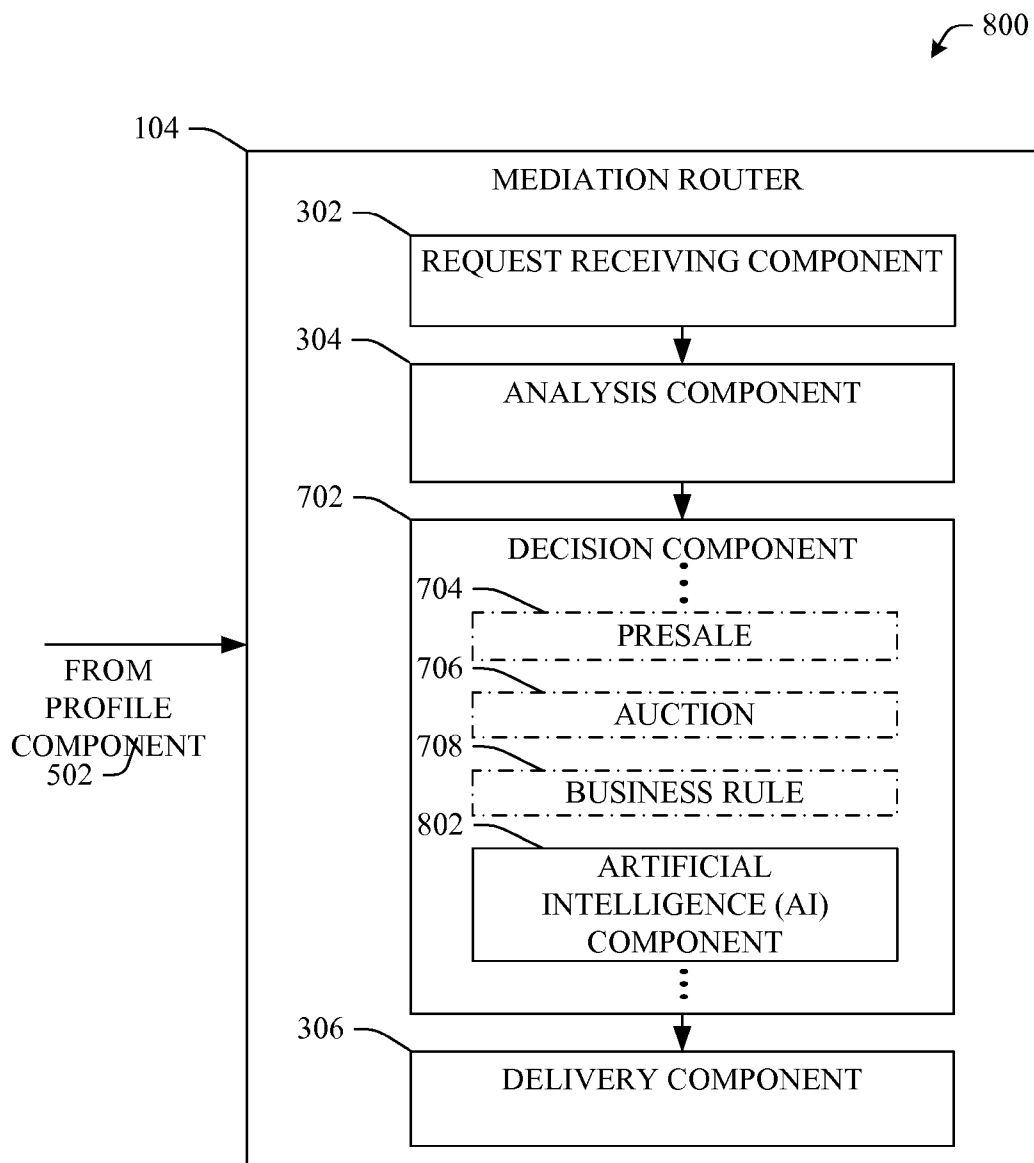 800
104
MEDIATION ROUTER
302
REQUEST RECEIVING COMPONENT
304
ANALYSIS COMPONENT
702
DECISION COMPONENT
704
PRESALE
FROM
PROFILE
COMPONENT
502
706
AUCTION
708
BUSINESS RULE
802
ARTIFICIAL
INTELLIGENCE (AI)
COMPONENT
306
DELIVERY COMPONENT